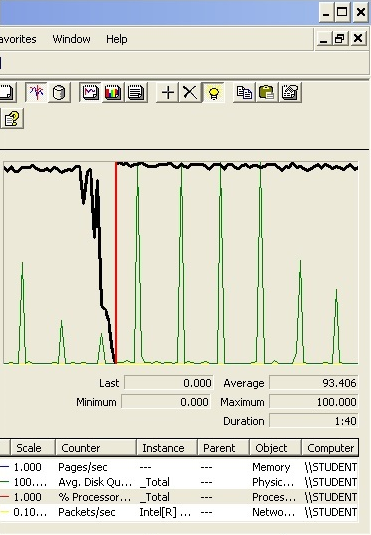 avorites Window Help
Last 0.000 Average 93.406
Minimum 0.000 Maximum 100.000
Duration 1:40
Scale Counter Instance Parent Object Computer
1.000 Pages/sec --- --- Memory \\STUDENT
100.... Avg. Disk Qu... _Total --- Physic... \\STUDENT
1.000 % Processor... _Total --- Proces... \\STUDENT
0.10... Packets/sec Intel[R] ... --- Netwo... \\STUDENT